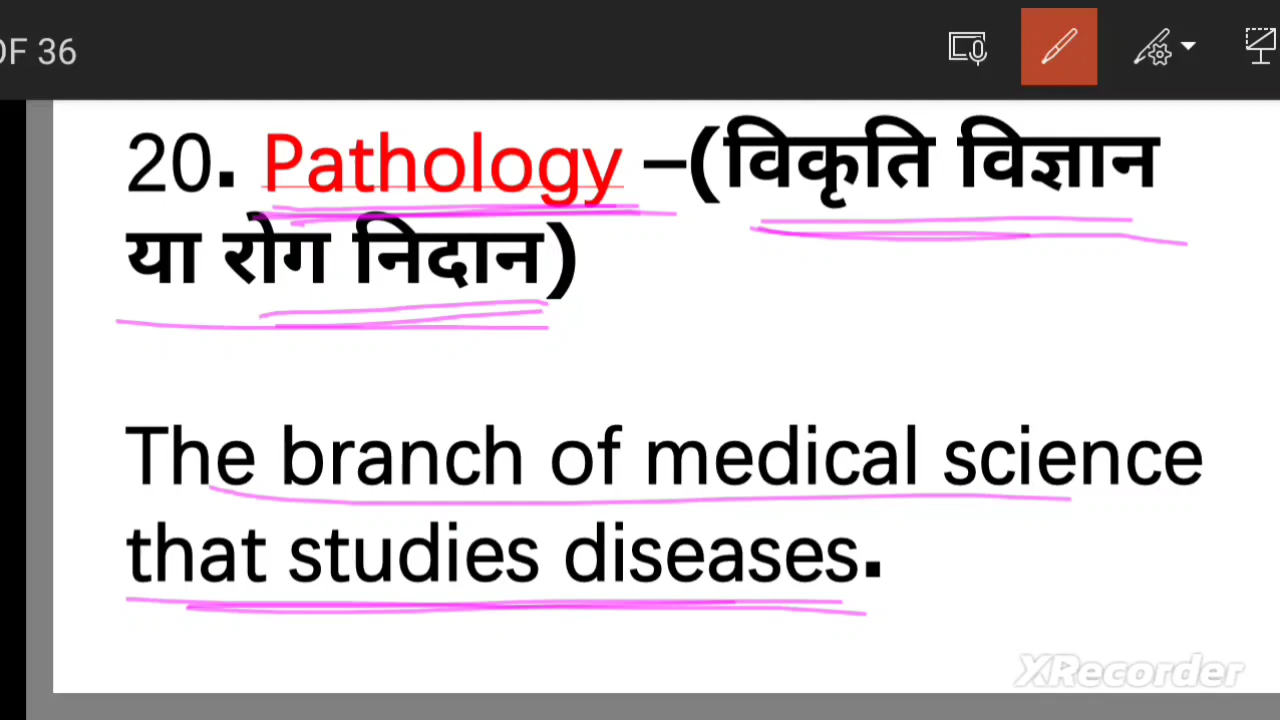 OF 36
20. Pathology –(विकृति विज्ञान
या रोग निदान)
The branch of medical science
that studies diseases.
XRecorder